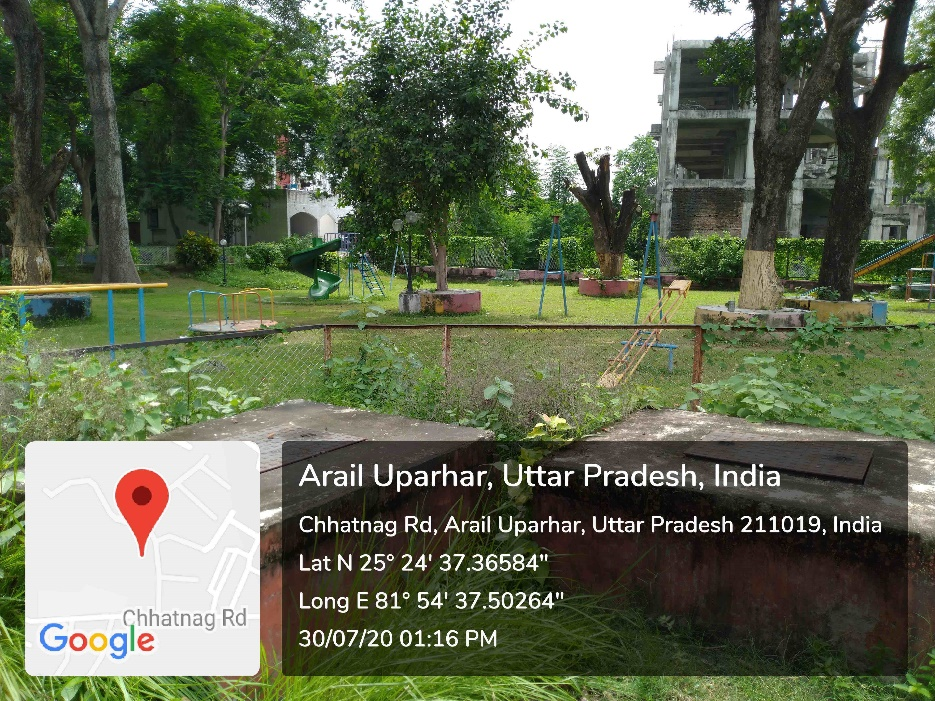 Arail Uparhar, Uttar Pradesh, India
Chhatnag Rd, Arail Uparhar, Uttar Pradesh 211019, India
Lat N 25° 24' 37.36584"
Long E 81° 54' 37.50264"
30/07/20 01:16 PM
Chhatnag Rd
Google